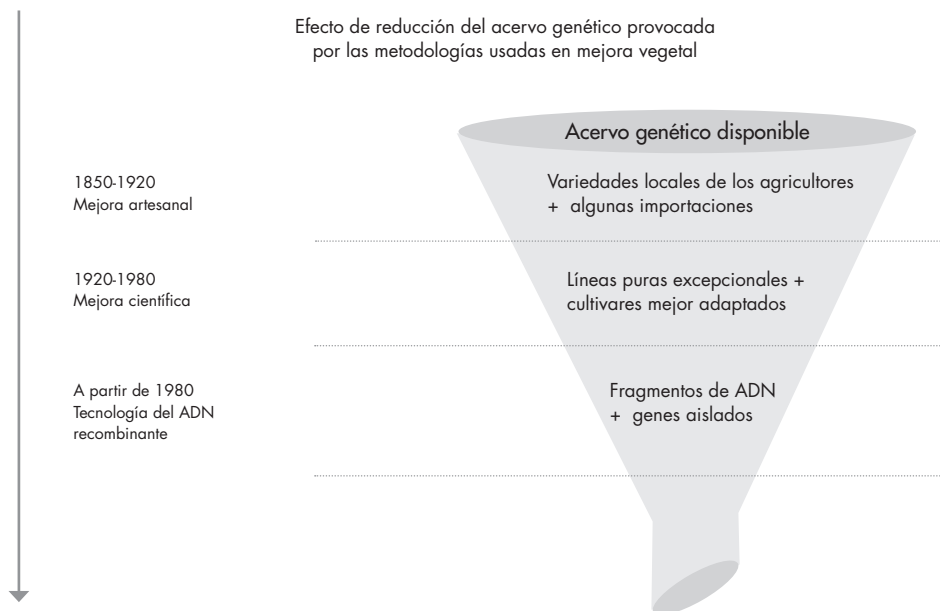 Efecto de reducción del acervo genético provocada
por las metodologías usadas en mejora vegetal
Acervo genético disponible
1850-1920
Mejora artesanal
Variedades locales de los agricultores
+ algunas importaciones
1920-1980
Mejora científica
Líneas puras excepcionales +
cultivares mejor adaptados
A partir de 1980
Tecnología del ADN
recombinante
Fragmentos de ADN
+ genes aislados